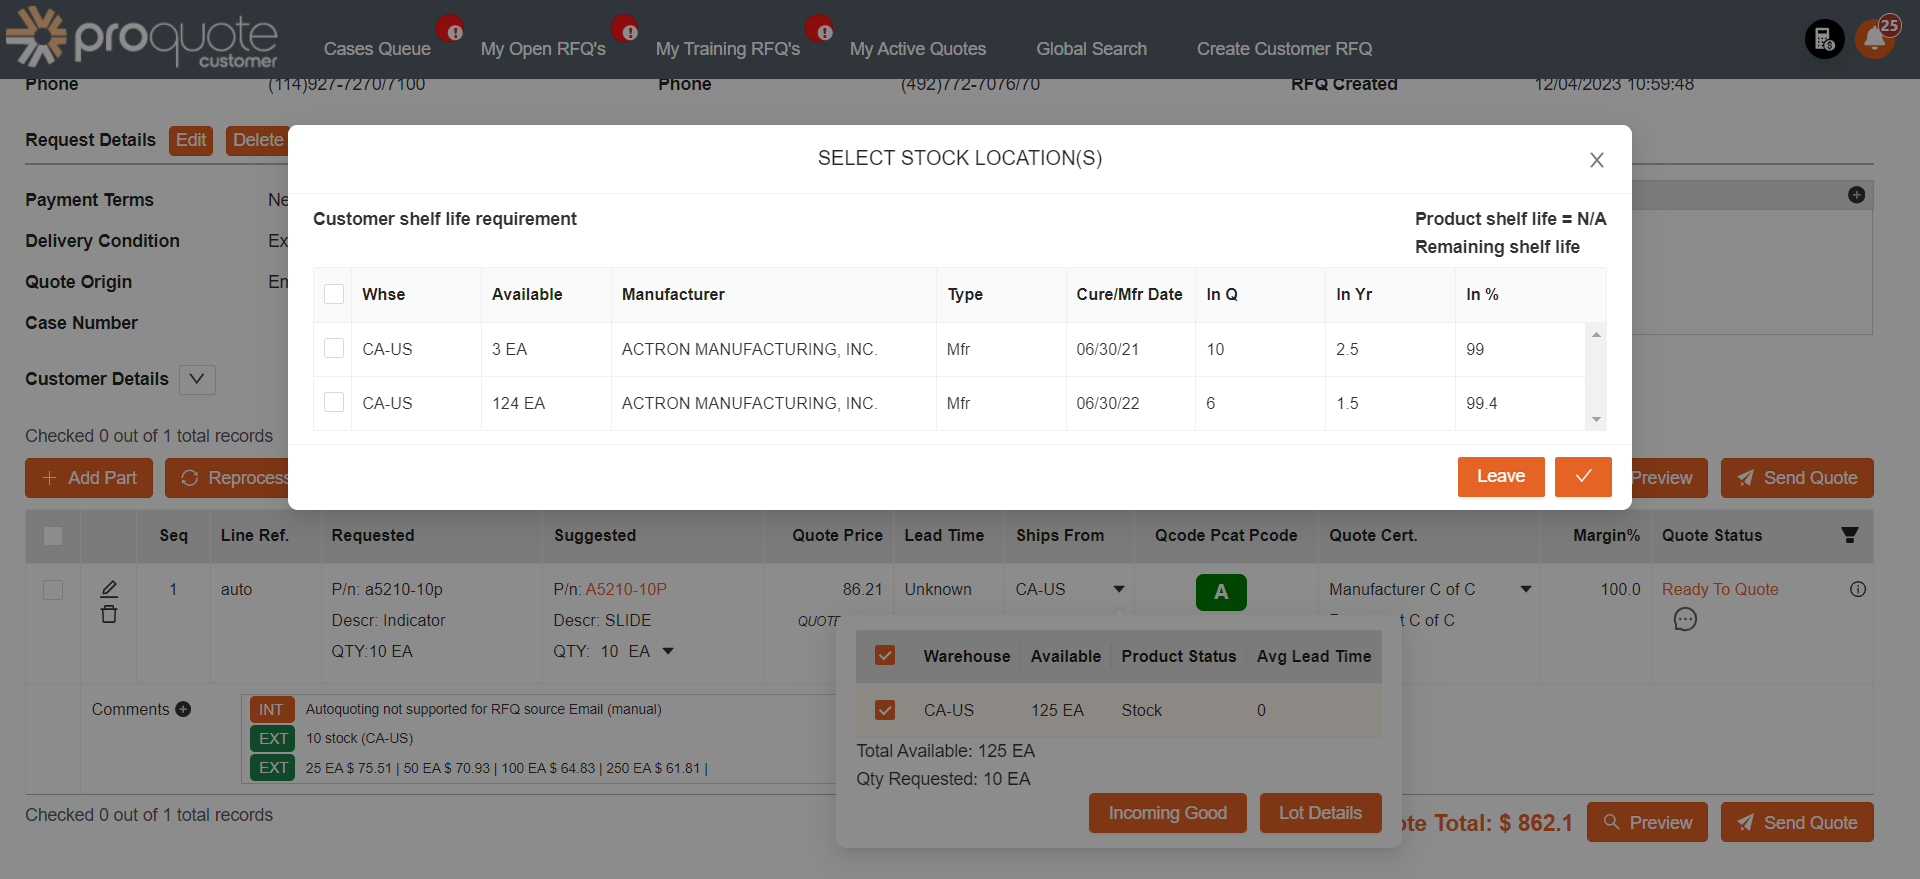 proquote
customer
Cases Queue
My Open RFQ's
My Training RFQ's
My Active Quotes
Global Search
Create Customer RFQ
25
Phone (114)927-7270/7100 Phone (492)772-7076/70 RFQ Created 12/04/2023 10:59:48
Request Details Edit Delete
Payment Terms Ne
Delivery Condition Ex
Quote Origin Em
Case Number
Customer Details
SELECT STOCK LOCATION(S)
Customer shelf life requirement
Product shelf life = N/A
Remaining shelf life
Whse Available Manufacturer Type Cure/Mfr Date In Q In Yr In %
CA-US 3 EA ACTRON MANUFACTURING, INC. Mfr 06/30/21 10 2.5 99
CA-US 124 EA ACTRON MANUFACTURING, INC. Mfr 06/30/22 6 1.5 99.4
Leave
Checked 0 out of 1 total records
Add Part Reprocess Preview Send Quote
Seq Line Ref. Requested Suggested Quote Price Lead Time Ships From Qcode Pcat Pcode Quote Cert. Margin% Quote Status
1 auto P/n: a5210-10p P/n: A5210-10P 86.21 Unknown CA-US A Manufacturer C of C 100.0 Ready To Quote
Descr: Indicator Descr: SLIDE QUOTE t C of C
QTY:10 EA QTY: 10 EA
Warehouse Available Product Status Avg Lead Time
CA-US 125 EA Stock 0
Total Available: 125 EA
Qty Requested: 10 EA
Incoming Good Lot Details
Comments
INT Autoquoting not supported for RFQ source Email (manual)
EXT 10 stock (CA-US)
EXT 25 EA $ 75.51 | 50 EA $ 70.93 | 100 EA $ 64.83 | 250 EA $ 61.81 |
Checked 0 out of 1 total records
ote Total: $ 862.1 Preview Send Quote